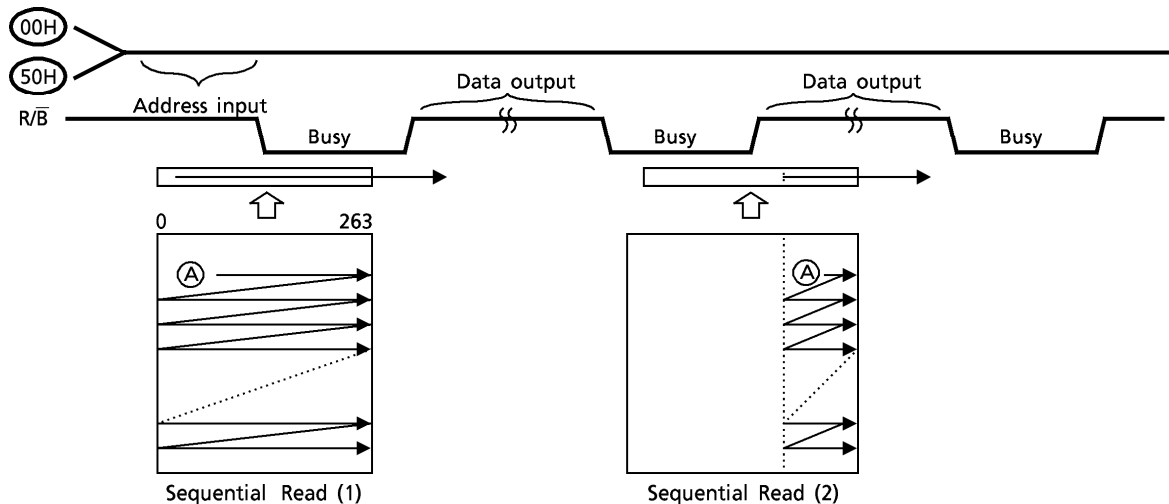 00H
50H
Address input
Data output
Data output
R/B̅
Busy
Busy
Busy
0 263
A
A
Sequential Read (1)
Sequential Read (2)